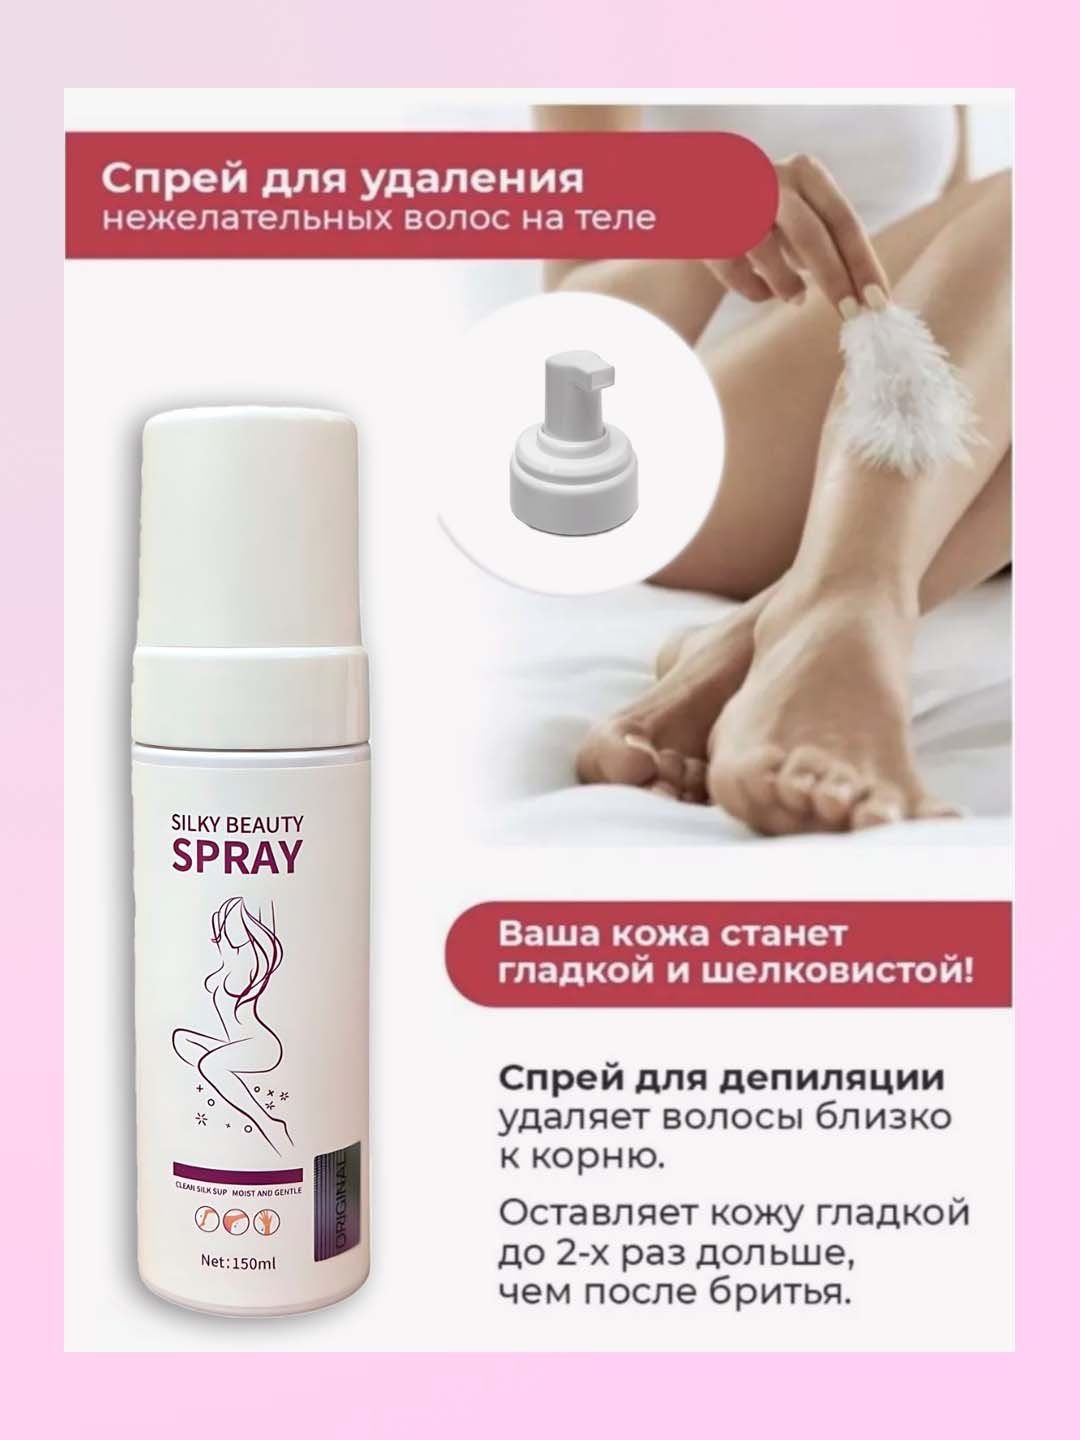 Спрей для удаления
нежелательных волос на теле
SILKY BEAUTY
SPRAY
CLEAN SILK SUP MOIST AND GENTLE
ORIGINAL
Net:150ml
Ваша кожа станет
гладкой и шелковистой!
Спрей для депиляции
удаляет волосы близко
к корню.
Оставляет кожу гладкой
до 2-х раз дольше,
чем после бритья.